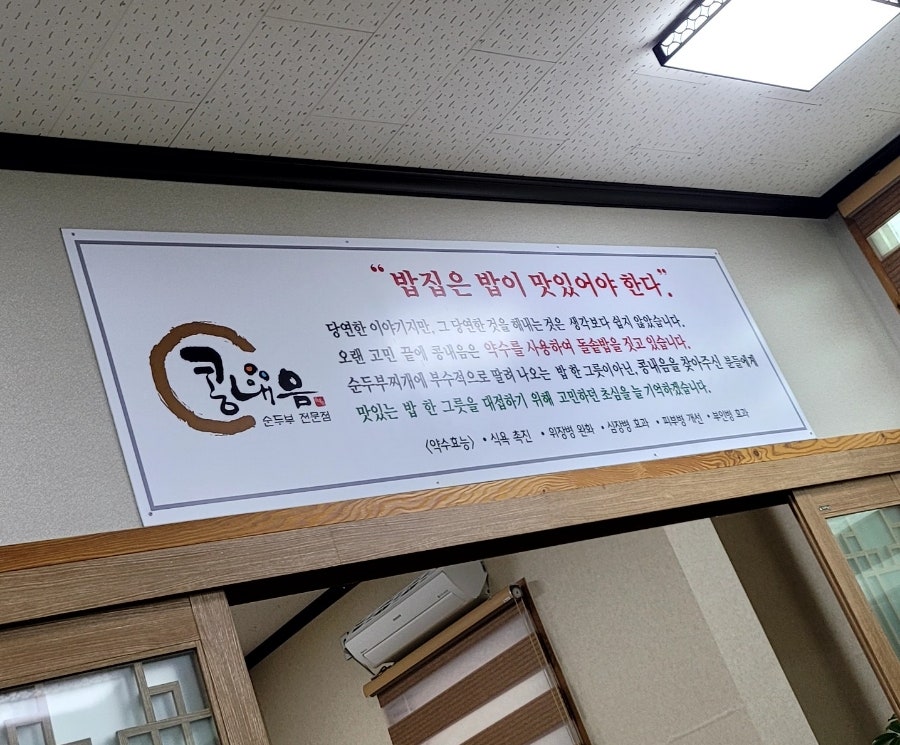 “ 밥집은 밥이 맛있어야 한다.”
당연한 이야기지만, 그 당연한 것을 해내는 것은 생각보다 쉽지 않았습니다.
오랜 고민 끝에 콩내음은 약수를 사용하여 돌솥밥을 짓고 있습니다.
순두부찌개에 부수적으로 딸려 나오는 밥 한 그릇이아닌, 콩내음을 찾아주신 분들에게
맛있는 밥 한 그릇을 대접하기 위해 고민하던 초심을 늘 기억하겠습니다.
〈약수효능〉 • 식욕 촉진 • 위장병 완화 • 심장병 효과 • 피부병 개선 • 부인병 효과
콩내음
순두부 전문점